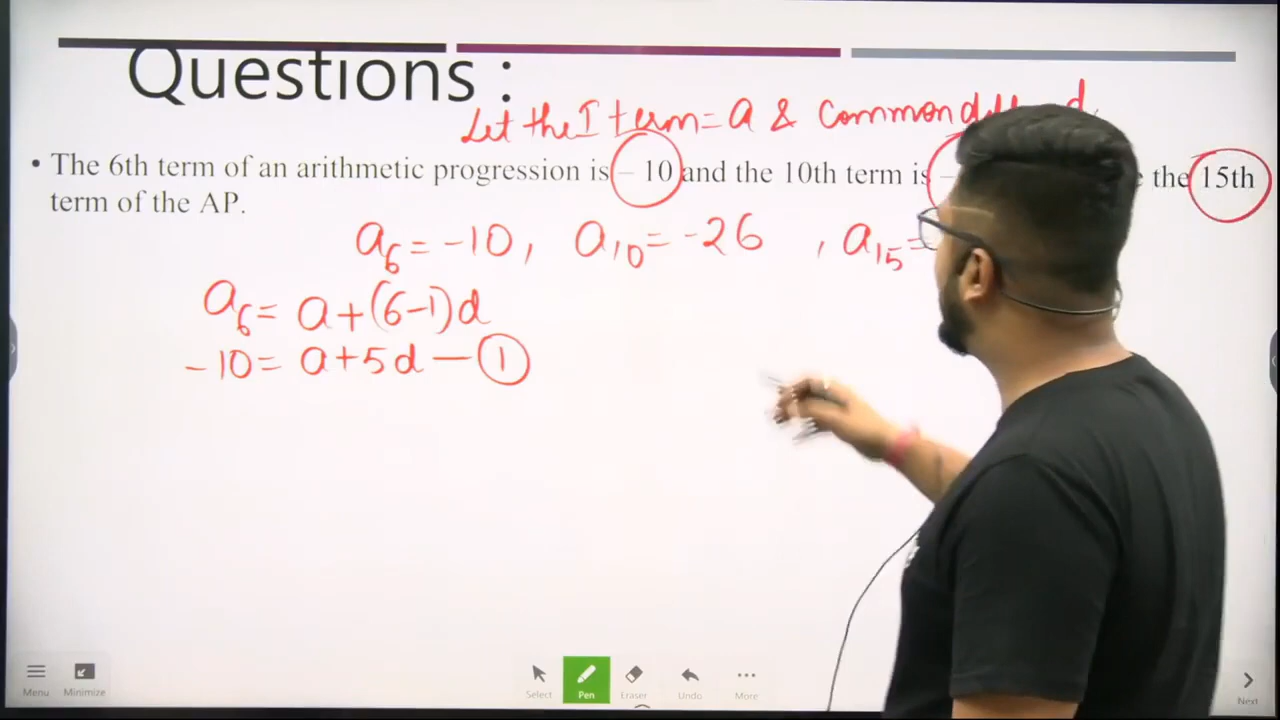 Questions :
Let the I term = a & common d
• The 6th term of an arithmetic progression is – 10 and the 10th term is – the 15th
term of the AP.
a₆ = -10, a₁₀ = -26 , a₁₅ =
a₆ = a + (6-1)d
-10 = a + 5d — ①
Menu Minimize Select Pen Eraser Undo More Next